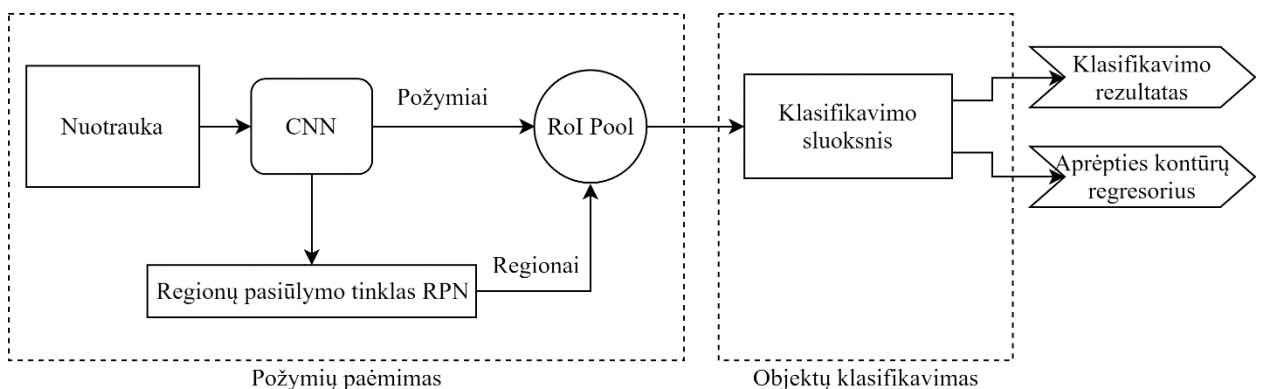 Nuotrauka
CNN
Požymiai
RoI Pool
Regionų pasiūlymo tinklas RPN
Regionai
Požymių paėmimas
Klasifikavimo
sluoksnis
Objektų klasifikavimas
Klasifikavimo
rezultatas
Aprėpties kontūrų
regresorius